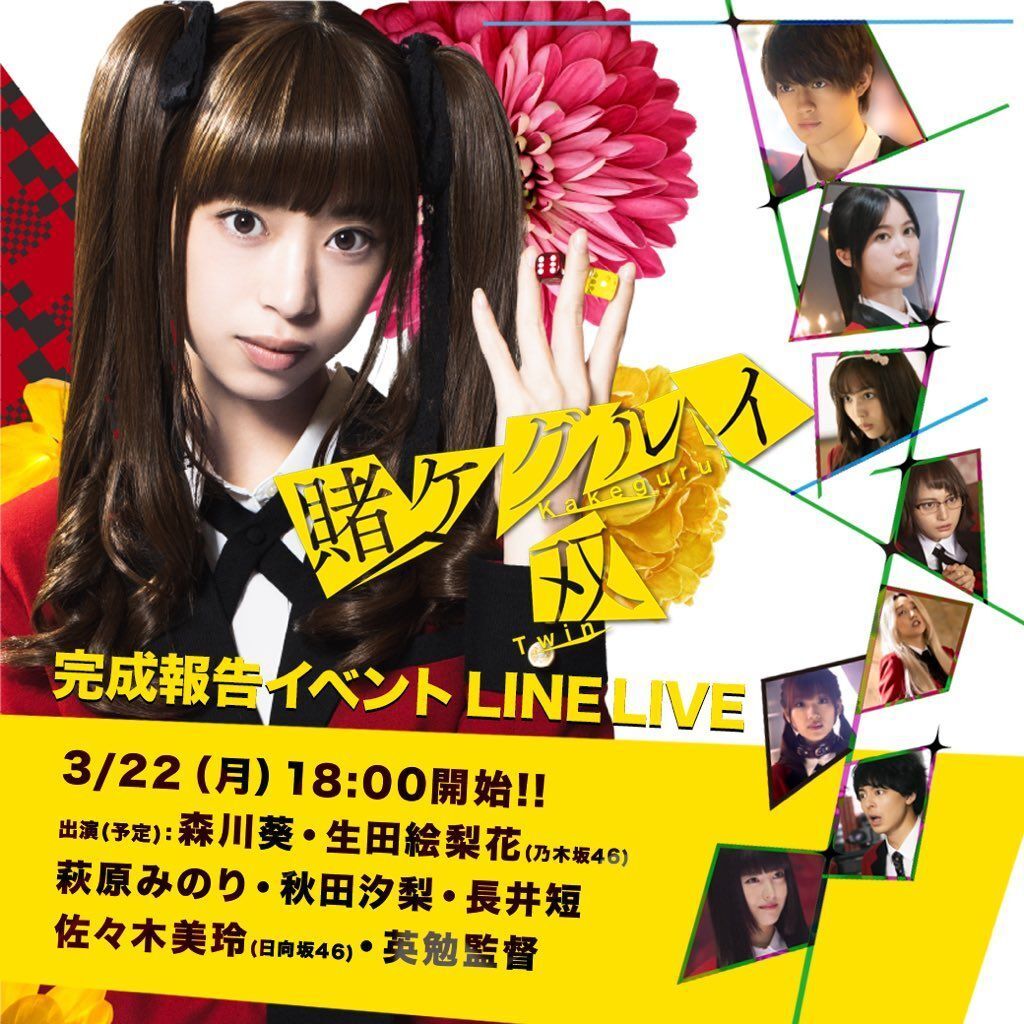 賭ケグルイ
Kakegurui
双
Twin
完成報告イベント LINE LIVE
3/22(月)18:00開始!!
出演(予定):森川葵・生田絵梨花(乃木坂46)
萩原みのり・秋田汐梨・長井短
佐々木美玲(日向坂46)・英勉監督